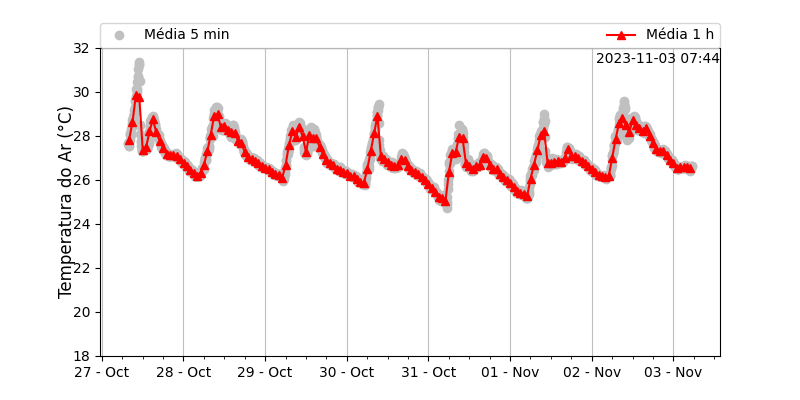 Média 5 min
Média 1 h
2023-11-03 07:44
Temperatura do Ar (°C)
32
30
28
26
24
22
20
18
27 - Oct
28 - Oct
29 - Oct
30 - Oct
31 - Oct
01 - Nov
02 - Nov
03 - Nov